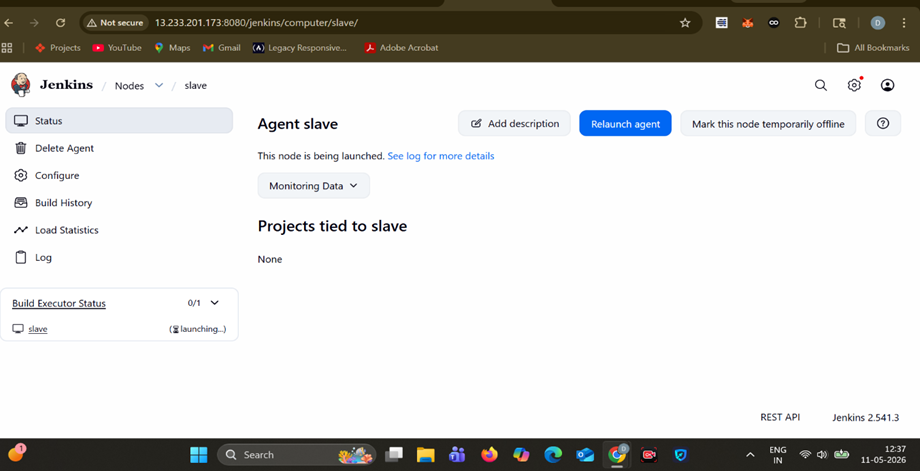 Not secure 13.233.201.173:8080/jenkins/computer/slave/ D
Projects YouTube Maps Gmail Legacy Responsive... Adobe Acrobat All Bookmarks
Jenkins / Nodes / slave
Status
Delete Agent
Configure
Build History
Load Statistics
Log
Build Executor Status 0/1
slave (launching...)
Agent slave Add description Relaunch agent Mark this node temporarily offline
This node is being launched. See log for more details
Monitoring Data
Projects tied to slave
None
REST API Jenkins 2.541.3
1 Search ENG 12:37
IN 11-05-2026